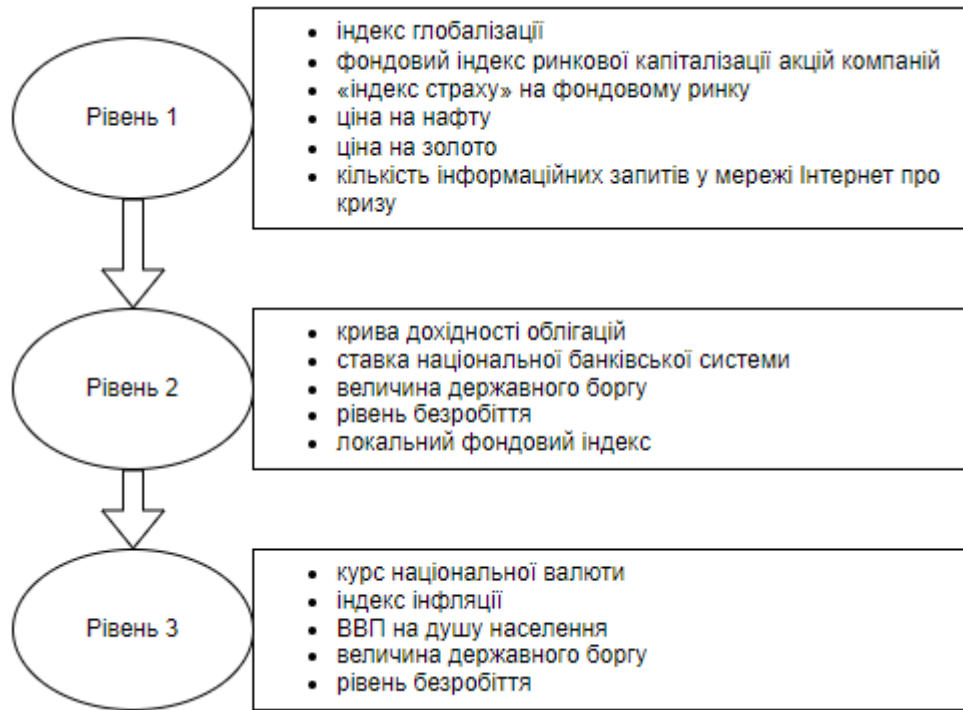 Рівень 1
• індекс глобалізації
• фондовий індекс ринкової капіталізації акцій компаній
• «індекс страху» на фондовому ринку
• ціна на нафту
• ціна на золото
• кількість інформаційних запитів у мережі Інтернет про
кризу
Рівень 2
• крива дохідності облігацій
• ставка національної банківської системи
• величина державного боргу
• рівень безробіття
• локальний фондовий індекс
Рівень 3
• курс національної валюти
• індекс інфляції
• ВВП на душу населення
• величина державного боргу
• рівень безробіття